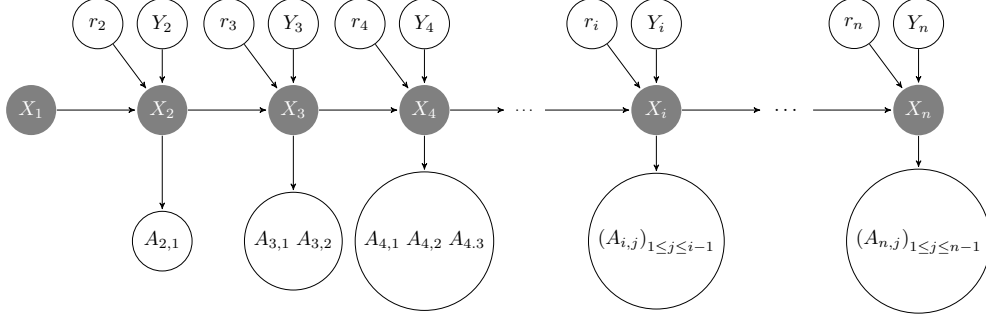 r₂ Y₂ r₃ Y₃ r₄ Y₄ rᵢ Yᵢ rₙ Yₙ
X₁ X₂ X₃ X₄ ... Xᵢ ... Xₙ
A₂,₁ A₃,₁ A₃,₂ A₄,₁ A₄,₂ A₄.₃ (Aᵢ,ⱼ)₁≤ⱼ≤ᵢ₋₁ (Aₙ,ⱼ)₁≤ⱼ≤ₙ₋₁